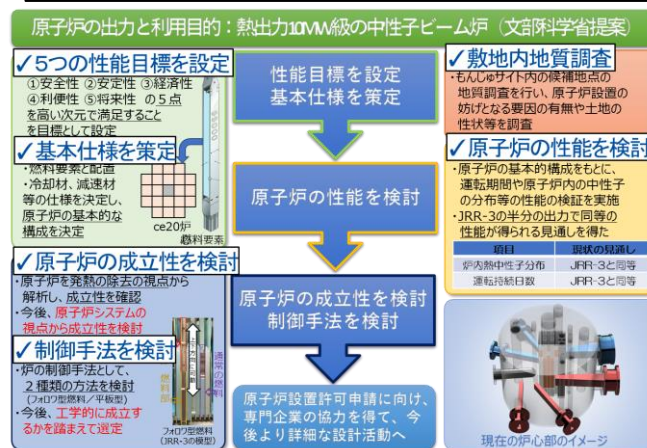 原子炉の出力と利用目的：熱出力10MW級の中性子ビーム炉（文部科学省提案）
✓5つの性能目標を設定
①安全性 ②安定性 ③経済性
④利便性 ⑤将来性 の５点
を高い次元で満足すること
を目標として設定
✓基本仕様を策定
・燃料要素と配置
・冷却材、減速材
等の仕様を決定し、
原子炉の基本的な
構成を決定
ce20炉
燃料要素
✓原子炉の成立性を検討
・原子炉を発熱の除去の視点から
解析し、成立性を確認
・今後、原子炉システムの
視点から成立性を検討
✓制御手法を検討
・炉の制御手法として、
２種類の方法を検討
(フォロワ型燃料／平板型)
・今後、工学的に成立す
るかを踏まえて選定
燃料部
通常の燃料
フォロワ型燃料
(JRR-3の模型)
性能目標を設定
基本仕様を策定
原子炉の性能を検討
原子炉の成立性を検討
制御手法を検討
原子炉設置許可申請に向け、
専門企業の協力を得て、今
後より詳細な設計活動へ
✓敷地内地質調査
・もんじゅサイト内の候補地点の
地質調査を行い、原子炉設置の
妨げとなる要因の有無や土地の
性状等を調査
✓原子炉の性能を検討
・原子炉の基本的構成をもとに、
運転期間や原子炉内の中性子
の分布等の性能の検証を実施
・JRR-3の半分の出力で同等の
性能が得られる見通しを得た
項目 現状の見通し
炉内熱中性子分布 JRR-3と同等
運転持続日数 JRR-3と同等
現在の炉心部のイメージ